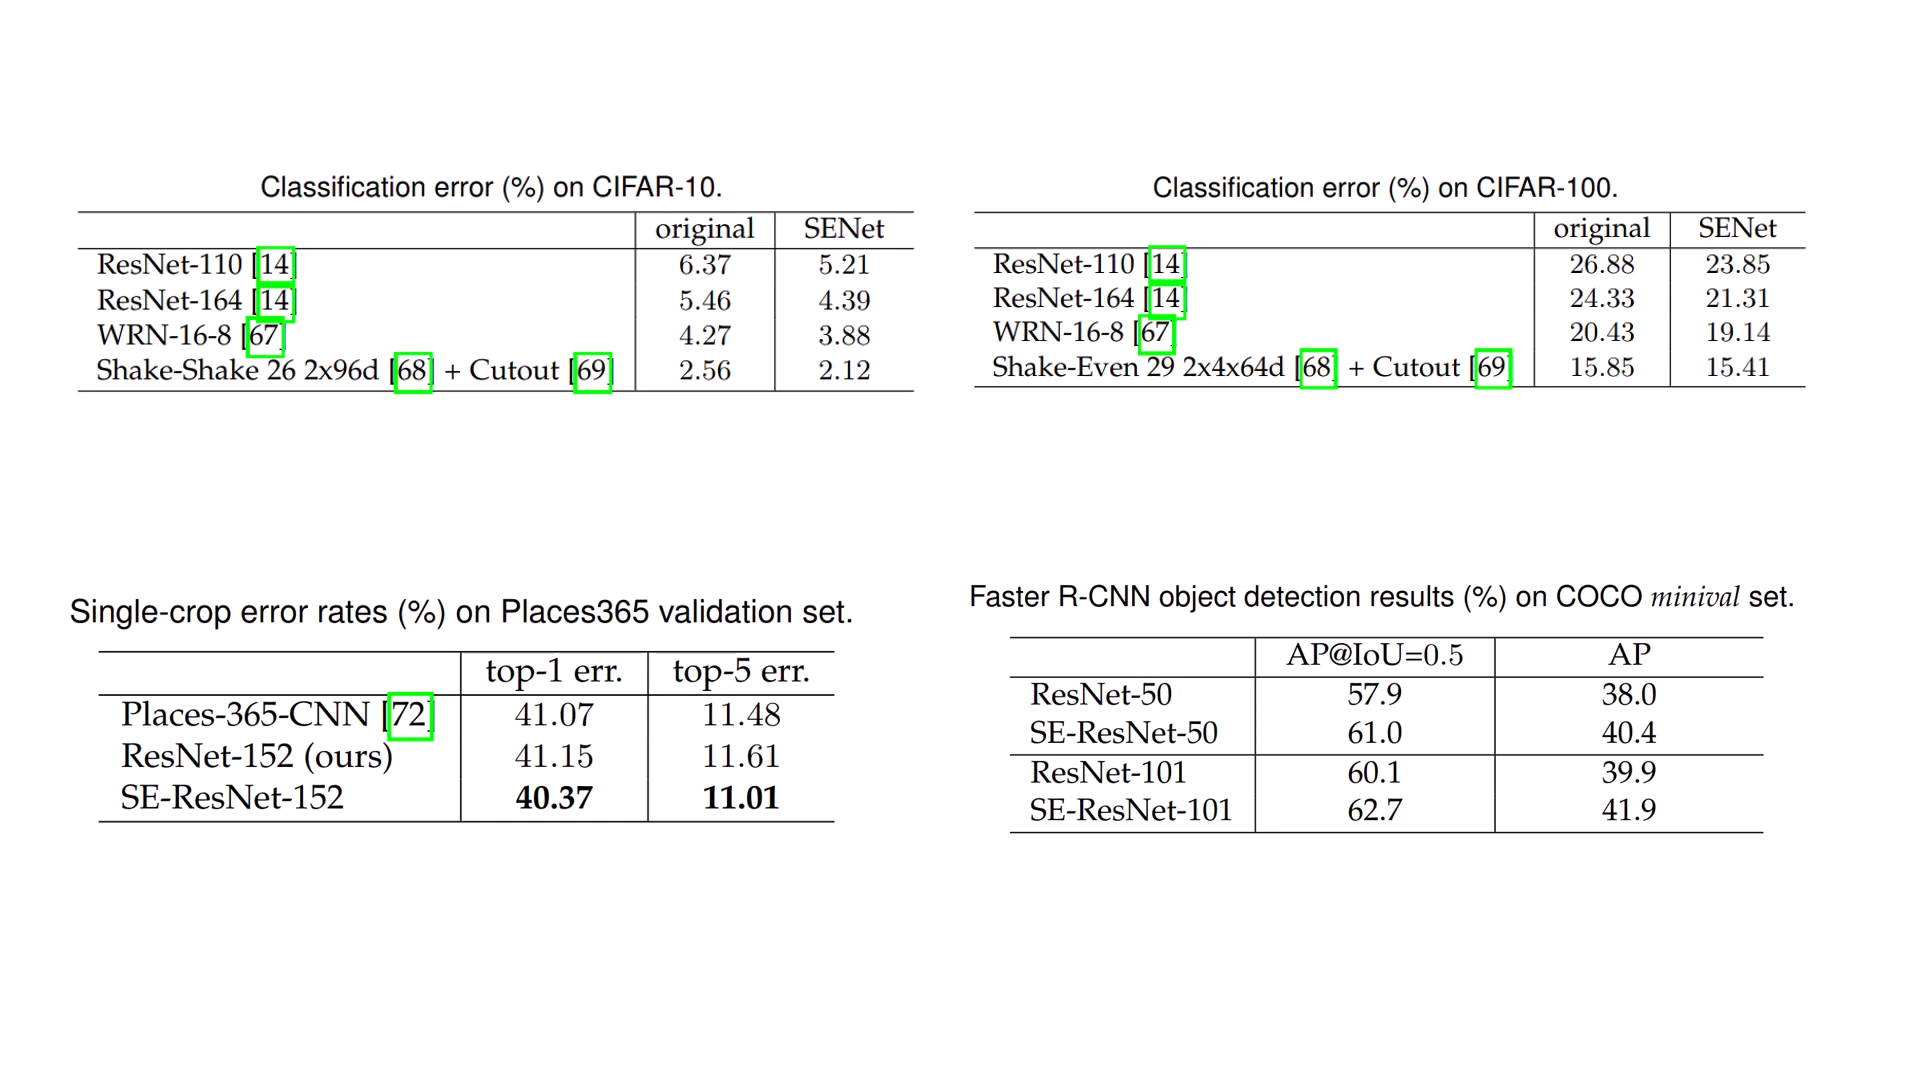 Classification error (%) on CIFAR-10.
original SENet
ResNet-110 [14] 6.37 5.21
ResNet-164 [14] 5.46 4.39
WRN-16-8 [67] 4.27 3.88
Shake-Shake 26 2x96d [68] + Cutout [69] 2.56 2.12
Classification error (%) on CIFAR-100.
original SENet
ResNet-110 [14] 26.88 23.85
ResNet-164 [14] 24.33 21.31
WRN-16-8 [67] 20.43 19.14
Shake-Even 29 2x4x64d [68] + Cutout [69] 15.85 15.41
Single-crop error rates (%) on Places365 validation set.
top-1 err. top-5 err.
Places-365-CNN [72] 41.07 11.48
ResNet-152 (ours) 41.15 11.61
SE-ResNet-152 40.37 11.01
Faster R-CNN object detection results (%) on COCO minival set.
AP@IoU=0.5 AP
ResNet-50 57.9 38.0
SE-ResNet-50 61.0 40.4
ResNet-101 60.1 39.9
SE-ResNet-101 62.7 41.9